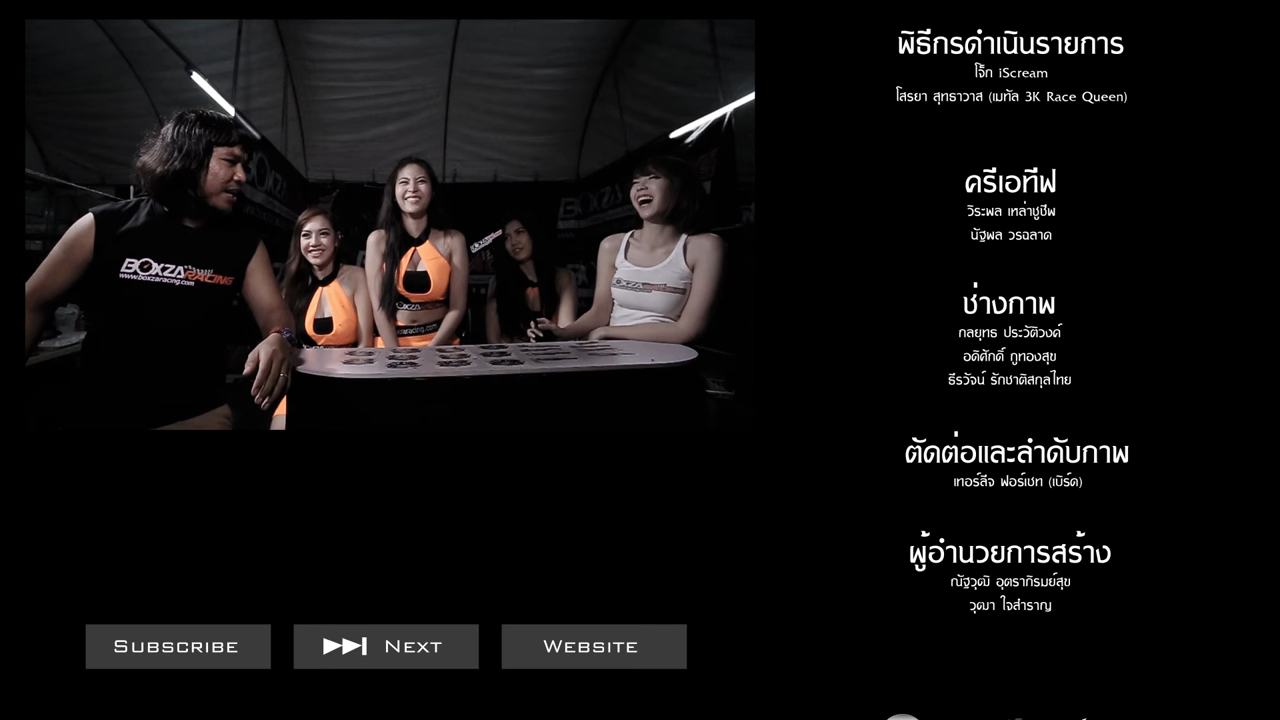 BOXZA RACING
www.boxzaracing.com
BOXZA
พิธีกรดำเนินรายการ
โจ๊ก iScream
โสรยา สุทธาวาส (เมทัล 3K Race Queen)
ครีเอทีฟ
วิระพล เหล่าชูชีพ
นัฐพล วรฉลาด
ช่างภาพ
กลยุทธ ประวัติวงค์
อดิศักดิ์ ภูทองสุข
ธีรวัจน์ รักชาติสกุลไทย
ตัดต่อและลำดับภาพ
เทอร์ลีจ ฟอร์เชท (เบิร์ด)
ผู้อำนวยการสร้าง
ณัฐวุฒิ อุตราภิรมย์สุข
วุฒา ใจสำราญ
SUBSCRIBE
NEXT
WEBSITE